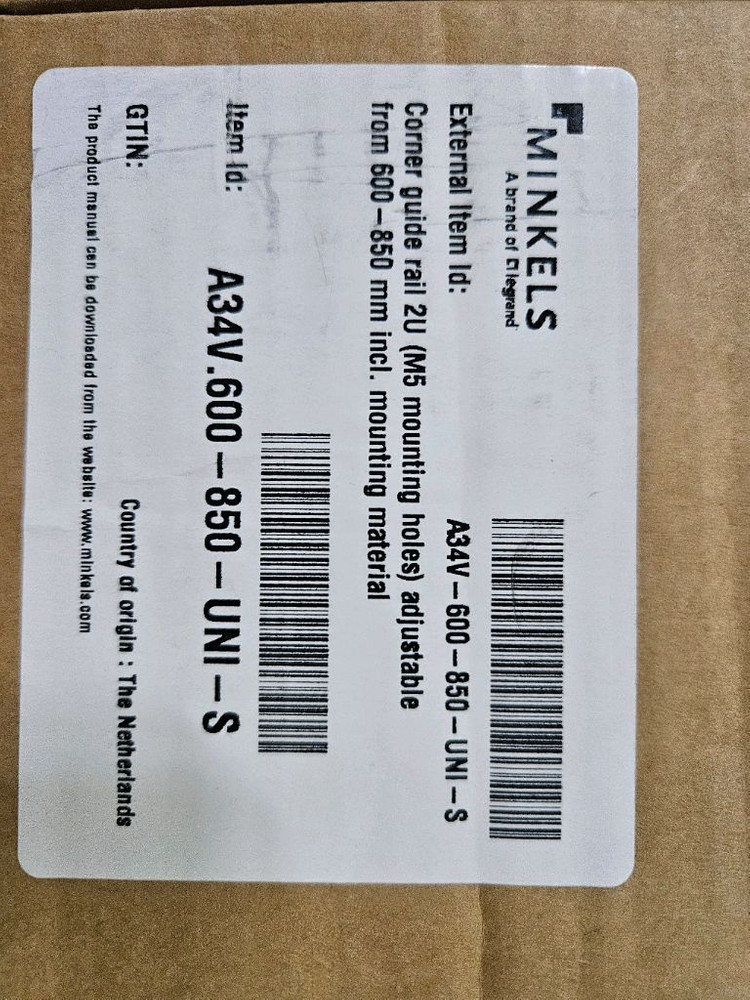 MINKELS
A brand of legrand
External Item Id:
A34V-600-850-UNI-S
Corner guide rail 2U (M5 mounting holes) adjustable
from 600-850 mm incl. mounting material
Item Id:
A34V.600-850-UNI-S
GTIN:
Country of origin : The Netherlands
The product manual can be downloaded from the website: www.minkels.com